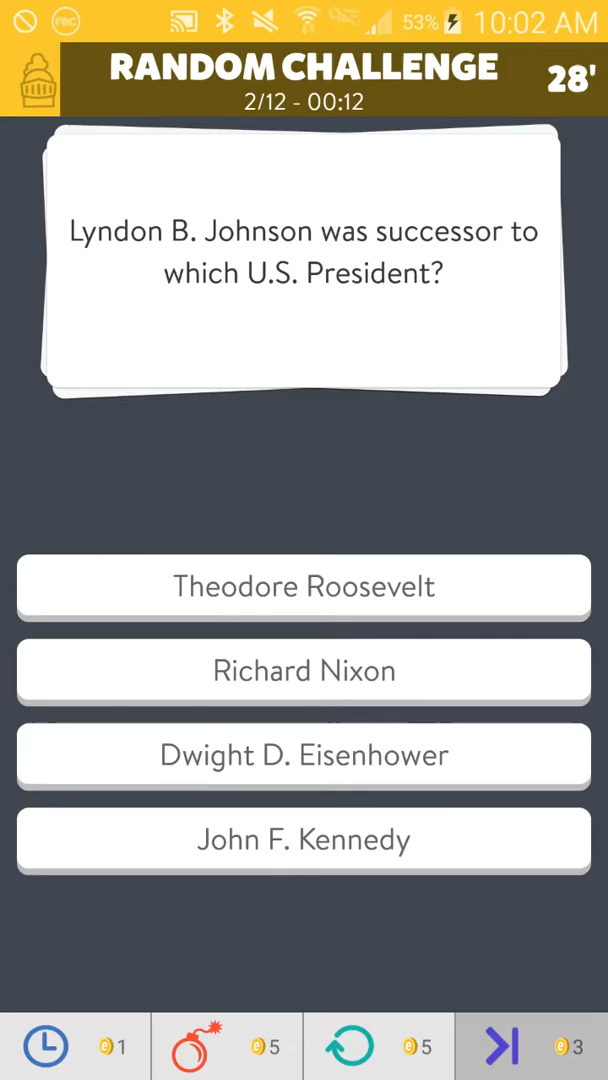 53% 10:02 AM
RANDOM CHALLENGE
28'
2/12 - 00:12
Lyndon B. Johnson was successor to
which U.S. President?
Theodore Roosevelt
Richard Nixon
Dwight D. Eisenhower
John F. Kennedy
1 5 5 3